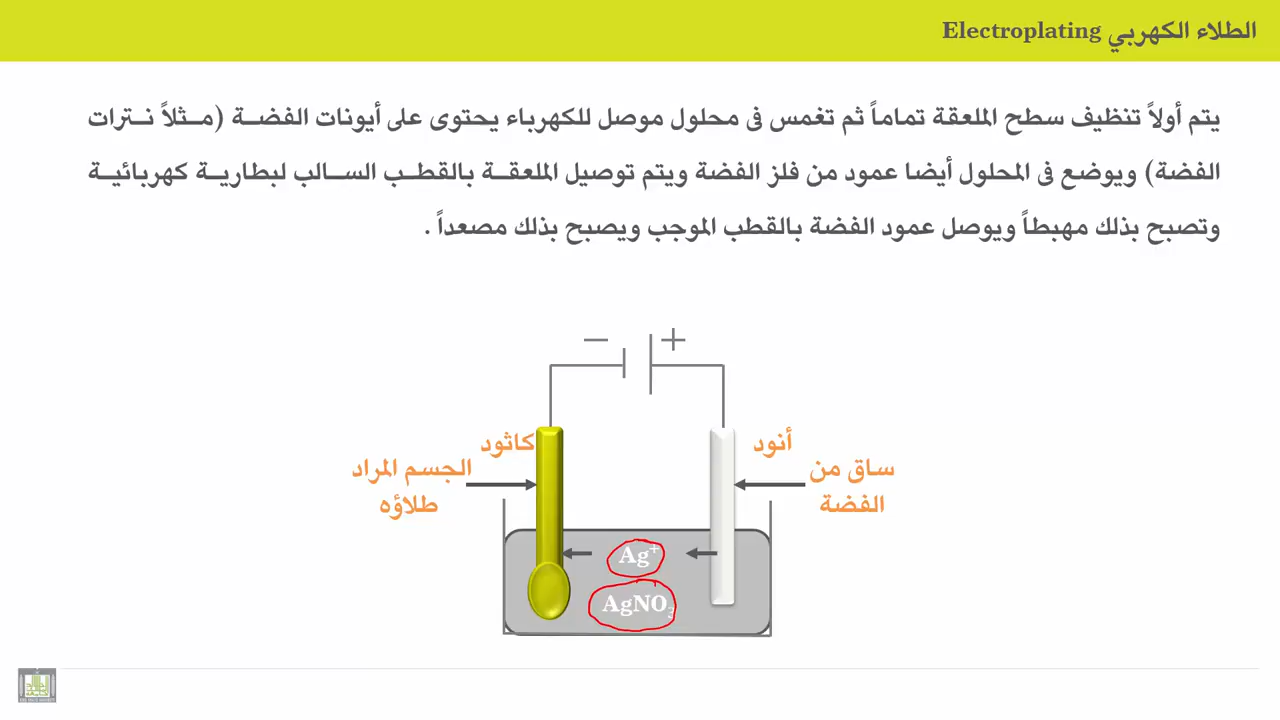 الطلاء الكهربي Electroplating
يتم أولاً تنظيف سطح الملعقة تماماً ثم تغمس فى محلول موصل للكهرباء يحتوى على أيونات الفضة (مثلاً نترات
الفضة) ويوضع فى المحلول أيضا عمود من فلز الفضة ويتم توصيل الملعقة بالقطب السالب لبطارية كهربائية
وتصبح بذلك مهبطاً ويوصل عمود الفضة بالقطب الموجب ويصبح بذلك مصعداً .
− +
أنود
كاثود
ساق من
الفضة
الجسم المراد
طلاؤه
Ag⁺
AgNO₃